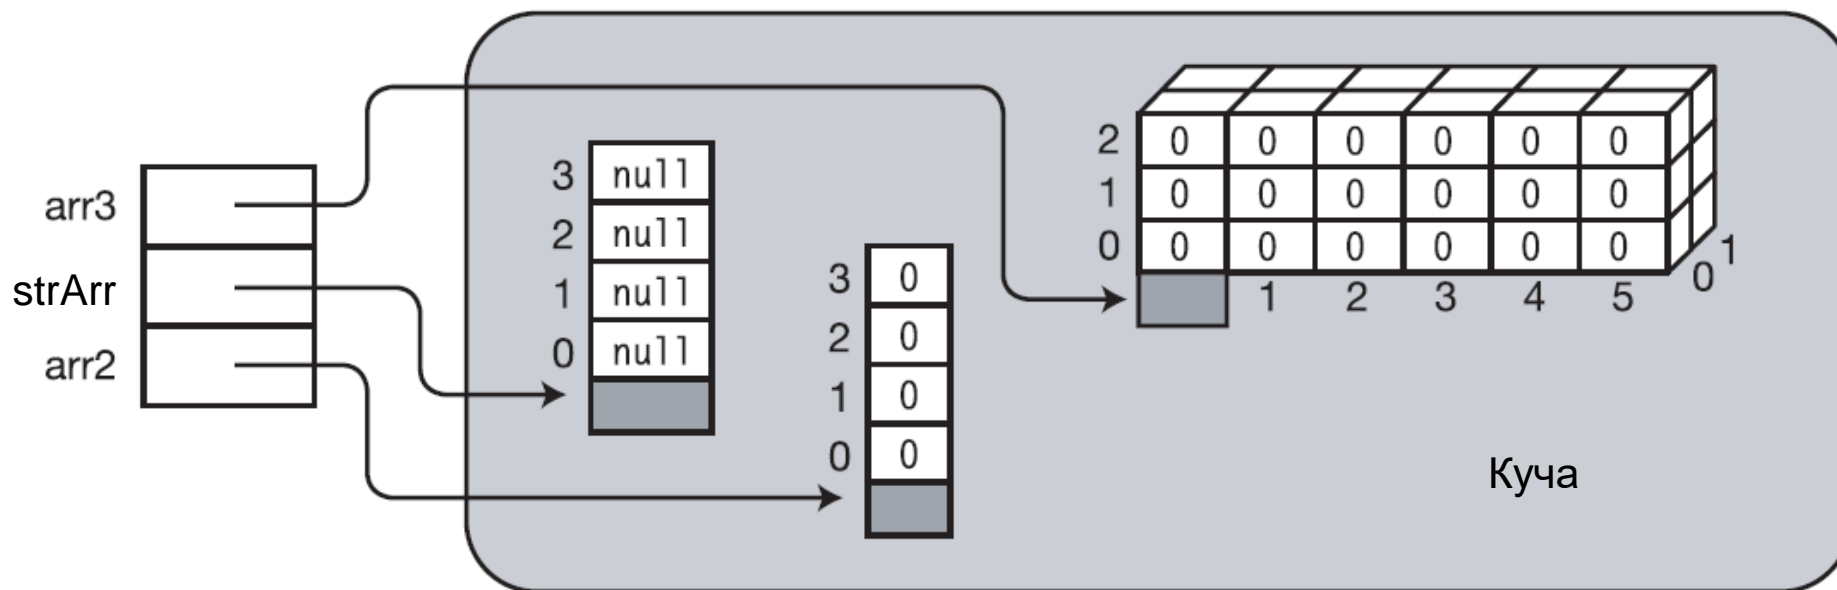 arr3
strArr
arr2
3 null
2 null
1 null
0 null
3 0
2 0
1 0
0 0
2 0 0 0 0 0 0
1 0 0 0 0 0 0
0 0 0 0 0 0 0
1 2 3 4 5 0 1
Куча